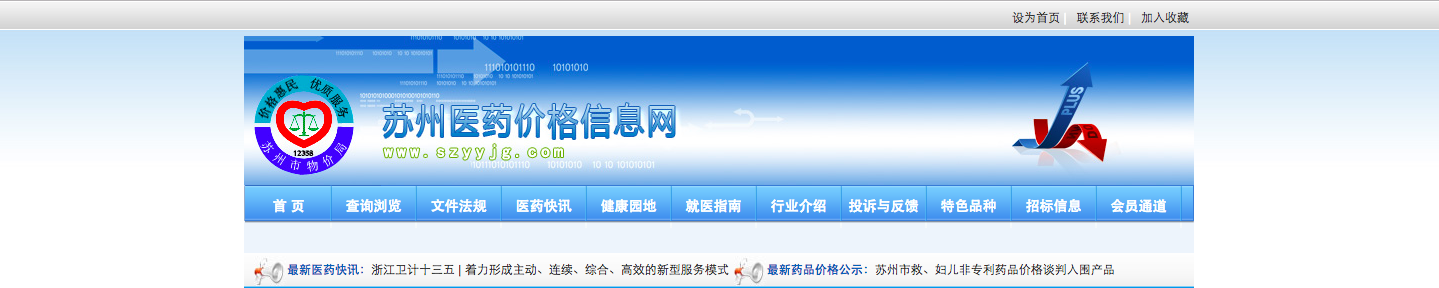 设为首页 | 联系我们 | 加入收藏
111010101110 10101010
价格惠民 优质服务
12358
苏州市物价局
苏州医药价格信息网
www.szyyjg.com
PLUS
首 页 查询浏览 文件法规 医药快讯 健康园地 就医指南 行业介绍 投诉与反馈 特色品种 招标信息 会员通道
最新医药快讯：浙江卫计十三五 | 着力形成主动、连续、综合、高效的新型服务模式 最新药品价格公示：苏州市救、妇儿非专利药品价格谈判入围产品